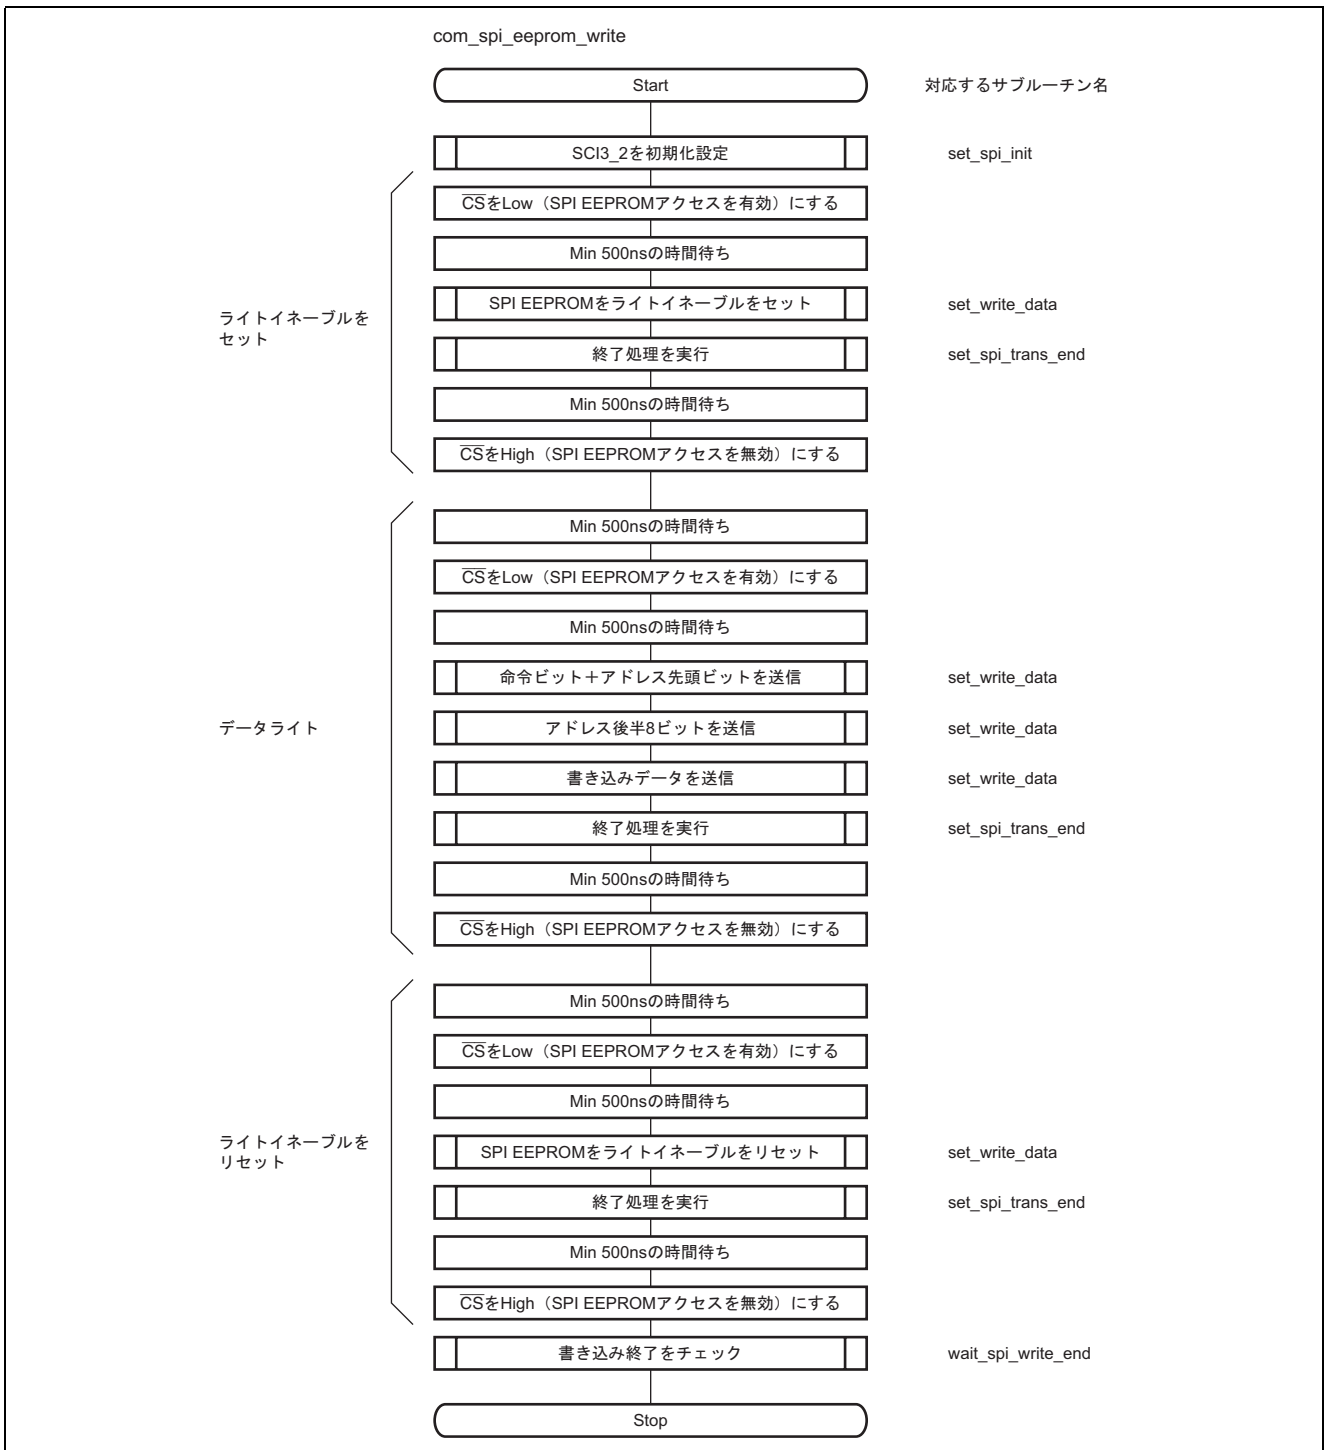 com_spi_eeprom_write
Start
対応するサブルーチン名
SCI3_2を初期化設定
set_spi_init
CSをLow（SPI EEPROMアクセスを有効）にする
Min 500nsの時間待ち
SPI EEPROMをライトイネーブルをセット
set_write_data
ライトイネーブルを
セット
終了処理を実行
set_spi_trans_end
Min 500nsの時間待ち
CSをHigh（SPI EEPROMアクセスを無効）にする
Min 500nsの時間待ち
CSをLow（SPI EEPROMアクセスを有効）にする
Min 500nsの時間待ち
命令ビット＋アドレス先頭ビットを送信
set_write_data
データライト
アドレス後半8ビットを送信
set_write_data
書き込みデータを送信
set_write_data
終了処理を実行
set_spi_trans_end
Min 500nsの時間待ち
CSをHigh（SPI EEPROMアクセスを無効）にする
Min 500nsの時間待ち
CSをLow（SPI EEPROMアクセスを有効）にする
Min 500nsの時間待ち
ライトイネーブルを
リセット
SPI EEPROMをライトイネーブルをリセット
set_write_data
終了処理を実行
set_spi_trans_end
Min 500nsの時間待ち
CSをHigh（SPI EEPROMアクセスを無効）にする
書き込み終了をチェック
wait_spi_write_end
Stop